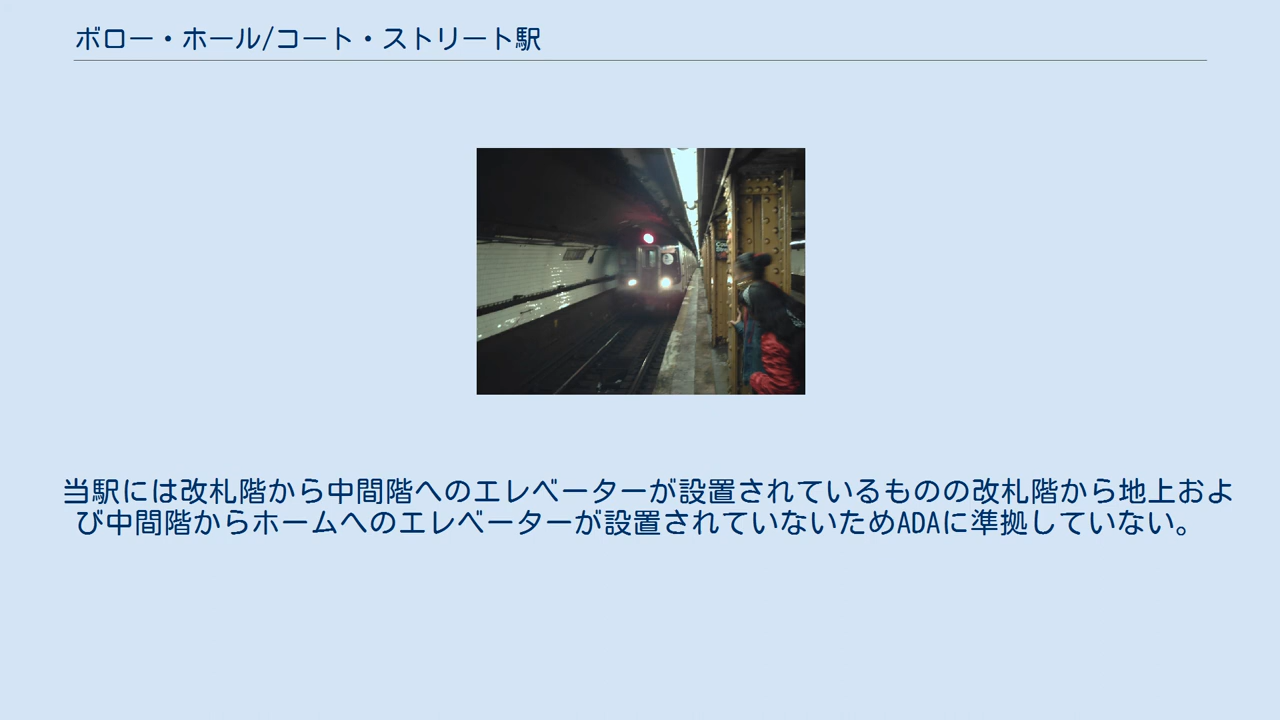 ボロー・ホール/コート・ストリート駅
当駅には改札階から中間階へのエレベーターが設置されているものの改札階から地上およ
び中間階からホームへのエレベーターが設置されていないためADAに準拠していない。